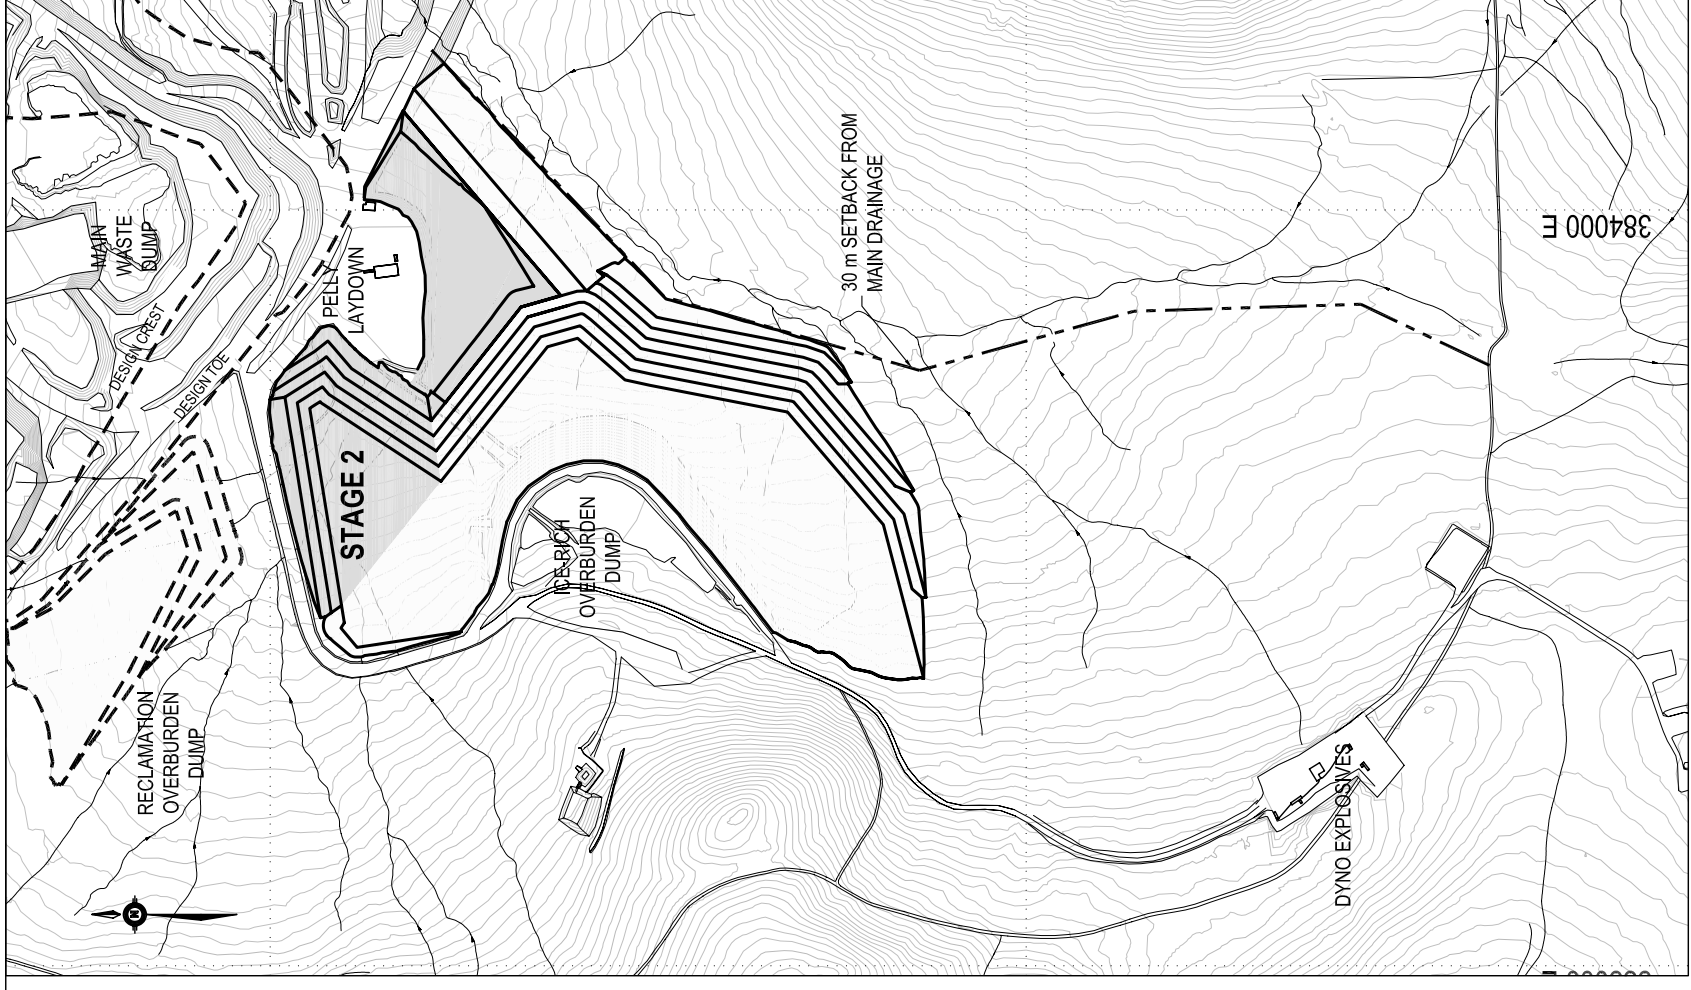 MAIN
WASTE
DUMP
DESIGN CREST
DESIGN TOE
PELLY
LAYDOWN
30 m SETBACK FROM
MAIN DRAINAGE
384000 E
STAGE 2
ICE-RICH
OVERBURDEN
DUMP
RECLAMATION
OVERBURDEN
DUMP
DYNO EXPLOSIVES
N